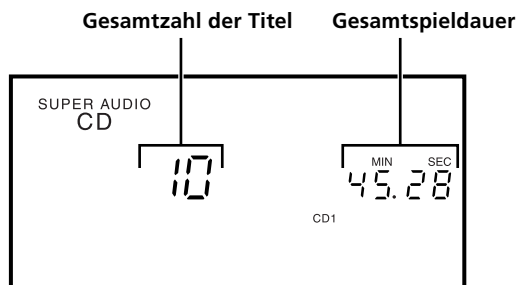 Gesamtzahl der Titel Gesamtspieldauer
SUPER AUDIO
CD
MIN SEC
10 45.28
CD1